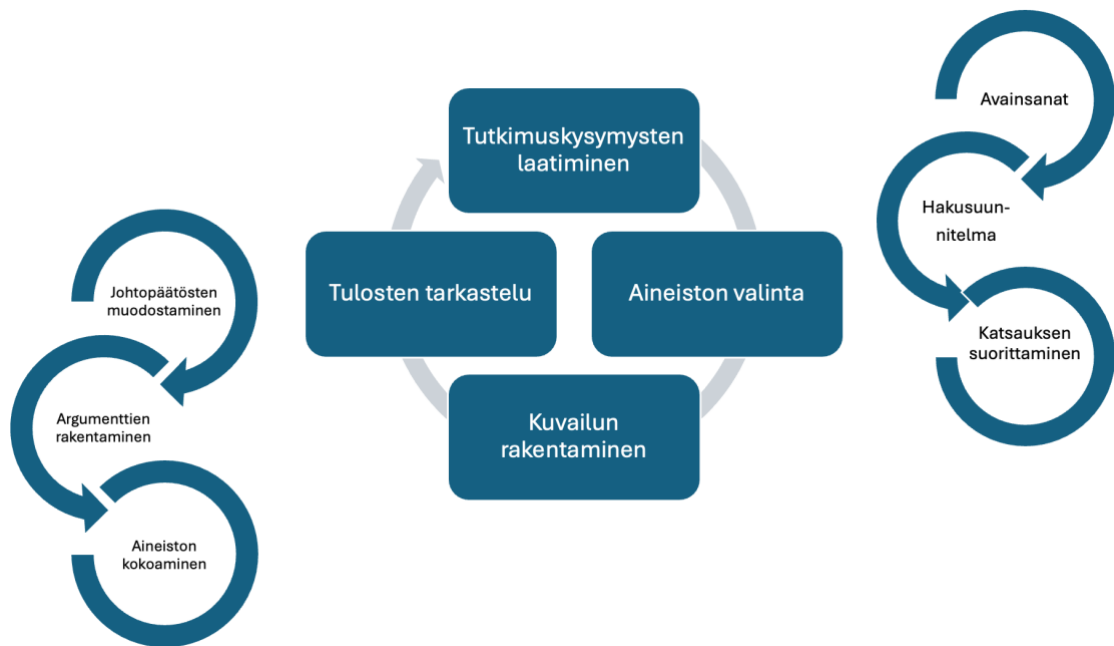 Tutkimuskysymysten
laatiminen
Aineiston valinta
Kuvailun
rakentaminen
Tulosten tarkastelu
Avainsanat
Hakusuun-
nitelma
Katsauksen
suorittaminen
Johtopäätösten
muodostaminen
Argumenttien
rakentaminen
Aineiston
kokoaminen